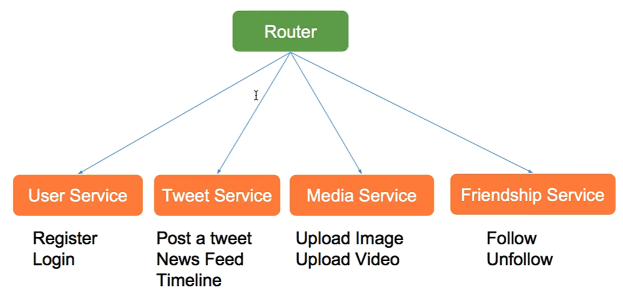 Router
User Service
Tweet Service
Media Service
Friendship Service
Register
Login
Post a tweet
News Feed
Timeline
Upload Image
Upload Video
Follow
Unfollow